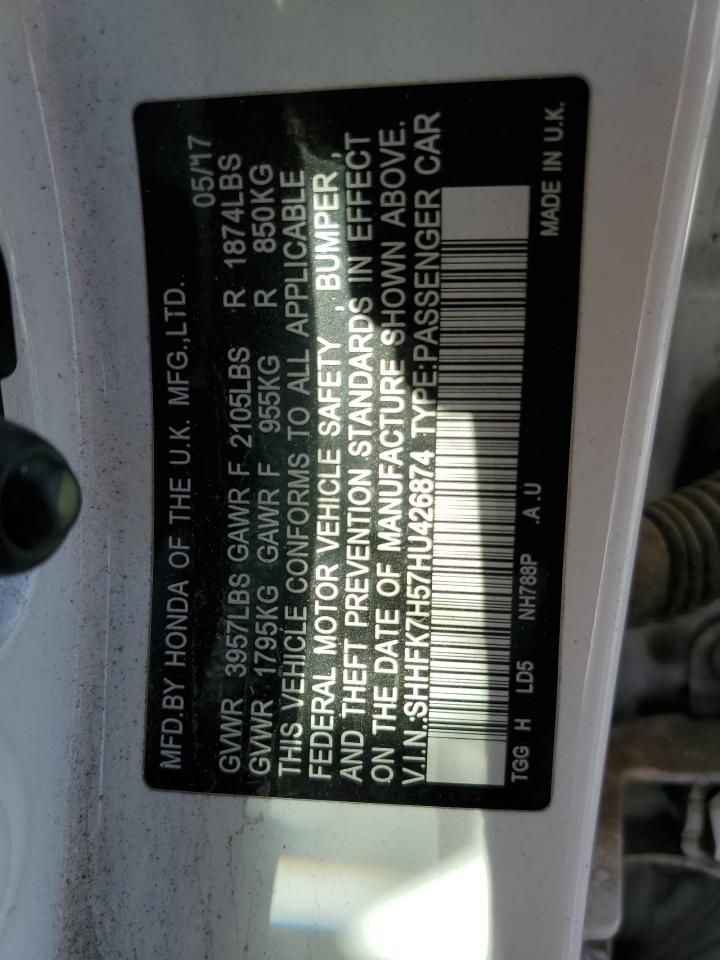 MFD.BY HONDA OF THE U.K. MFG.,LTD. 05/17
GVWR 3957LBS GAWR F 2105LBS R 1874LBS
GVWR 1795KG GAWR F 955KG R 850KG
THIS VEHICLE CONFORMS TO ALL APPLICABLE
FEDERAL MOTOR VEHICLE SAFETY , BUMPER ,
AND THEFT PREVENTION STANDARDS IN EFFECT
ON THE DATE OF MANUFACTURE SHOWN ABOVE.
V.I.N.:SHHFK7H57HU426874 TYPE:PASSENGER CAR
TGG H LD5 NH788P .A .U MADE IN U.K.